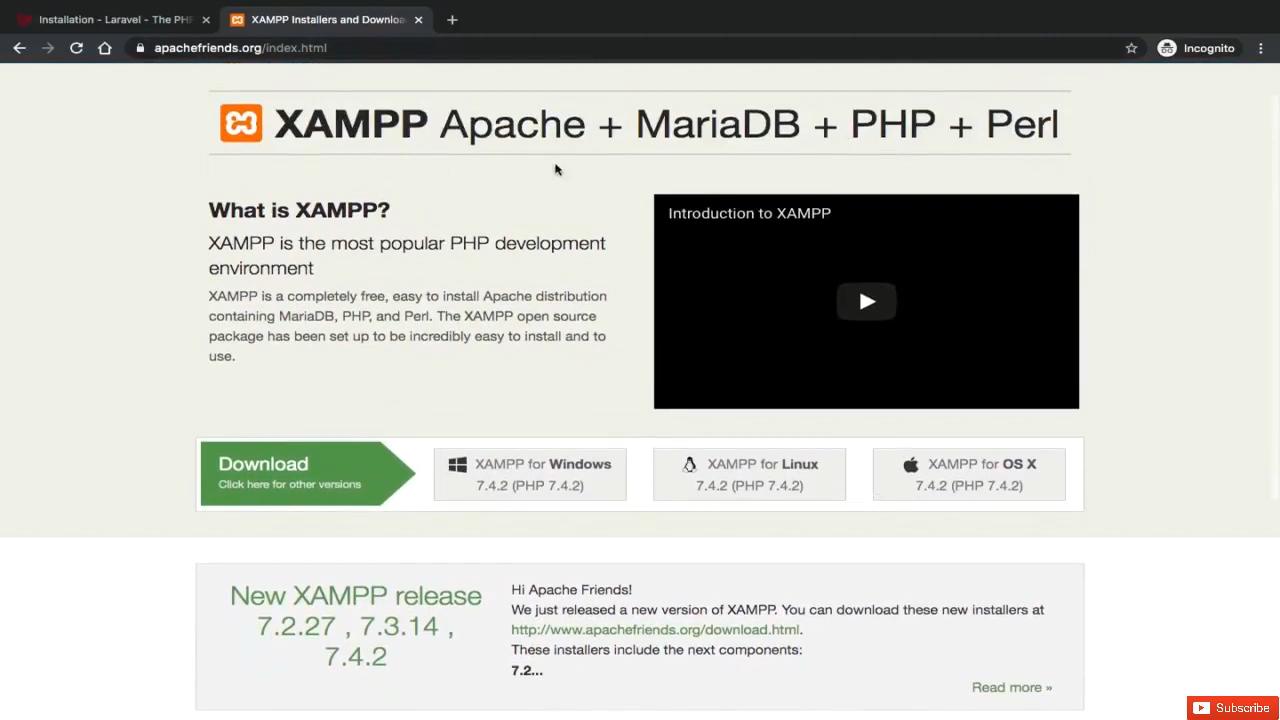 Installation - Laravel - The PHP
XAMPP Installers and Downloa
apachefriends.org/index.html
Incognito
XAMPP Apache + MariaDB + PHP + Perl
What is XAMPP?
XAMPP is the most popular PHP development
environment
XAMPP is a completely free, easy to install Apache distribution
containing MariaDB, PHP, and Perl. The XAMPP open source
package has been set up to be incredibly easy to install and to
use.
Introduction to XAMPP
Download
Click here for other versions
XAMPP for Windows
7.4.2 (PHP 7.4.2)
XAMPP for Linux
7.4.2 (PHP 7.4.2)
XAMPP for OS X
7.4.2 (PHP 7.4.2)
New XAMPP release
7.2.27 , 7.3.14 ,
7.4.2
Hi Apache Friends!
We just released a new version of XAMPP. You can download these new installers at
http://www.apachefriends.org/download.html.
These installers include the next components:
7.2...
Read more »
Subscribe